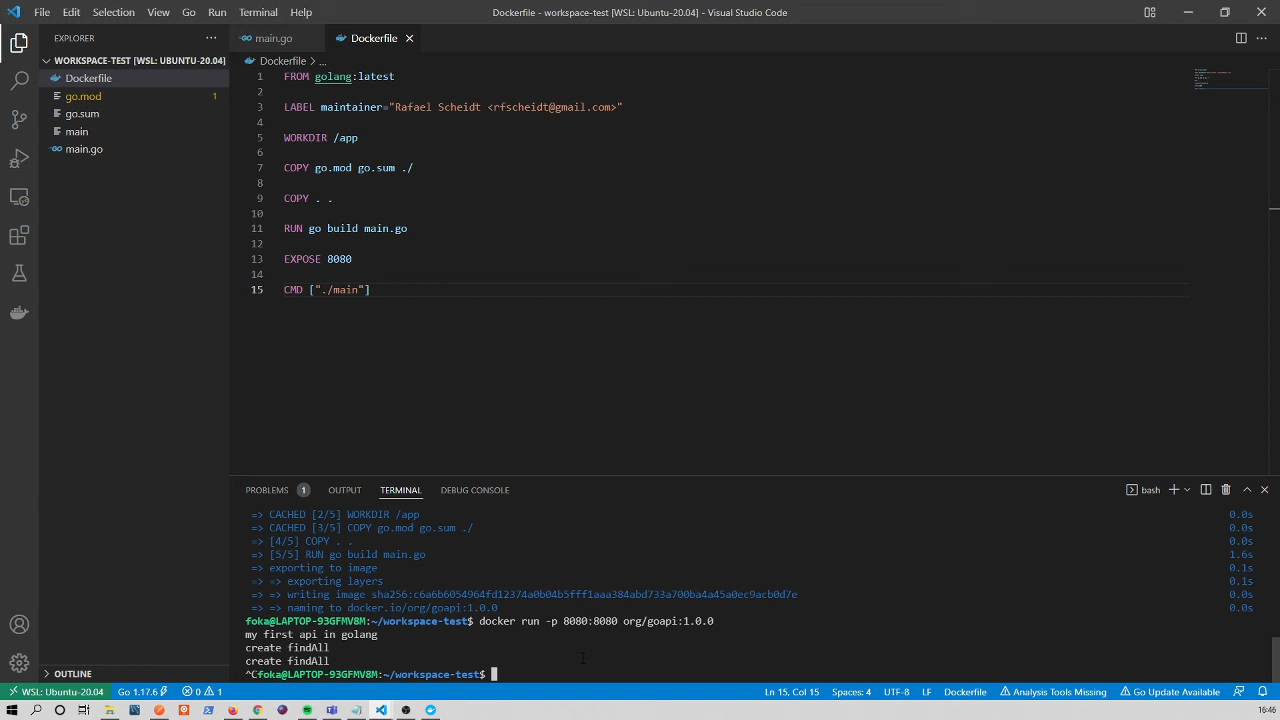 File Edit Selection View Go Run Terminal Help
Dockerfile - workspace-test [WSL: Ubuntu-20.04] - Visual Studio Code
EXPLORER
WORKSPACE-TEST [WSL: UBUNTU-20.04]
Dockerfile
go.mod 1
go.sum
main
main.go
OUTLINE
main.go Dockerfile
Dockerfile > ...
1 FROM golang:latest
2
3 LABEL maintainer="Rafael Scheidt <rfscheidt@gmail.com>"
4
5 WORKDIR /app
6
7 COPY go.mod go.sum ./
8
9 COPY . .
10
11 RUN go build main.go
12
13 EXPOSE 8080
14
15 CMD ["./main"]
PROBLEMS 1 OUTPUT TERMINAL DEBUG CONSOLE
bash
=> CACHED [2/5] WORKDIR /app 0.0s
=> CACHED [3/5] COPY go.mod go.sum ./ 0.0s
=> [4/5] COPY . . 0.0s
=> [5/5] RUN go build main.go 1.6s
=> exporting to image 0.1s
=> => exporting layers 0.1s
=> => writing image sha256:c6a6b6054964fd12374a0b04b5fff1aaa384abd733a700ba4a45a0ec9acb0d7e 0.0s
=> => naming to docker.io/org/goapi:1.0.0 0.0s
foka@LAPTOP-93GFMV8M:~/workspace-test$ docker run -p 8080:8080 org/goapi:1.0.0
my first api in golang
create findAll
create findAll
^Cfoka@LAPTOP-93GFMV8M:~/workspace-test$
WSL: Ubuntu-20.04 Go 1.17.6 0 1 Ln 15, Col 15 Spaces: 4 UTF-8 LF Dockerfile Analysis Tools Missing Go Update Available
16:46